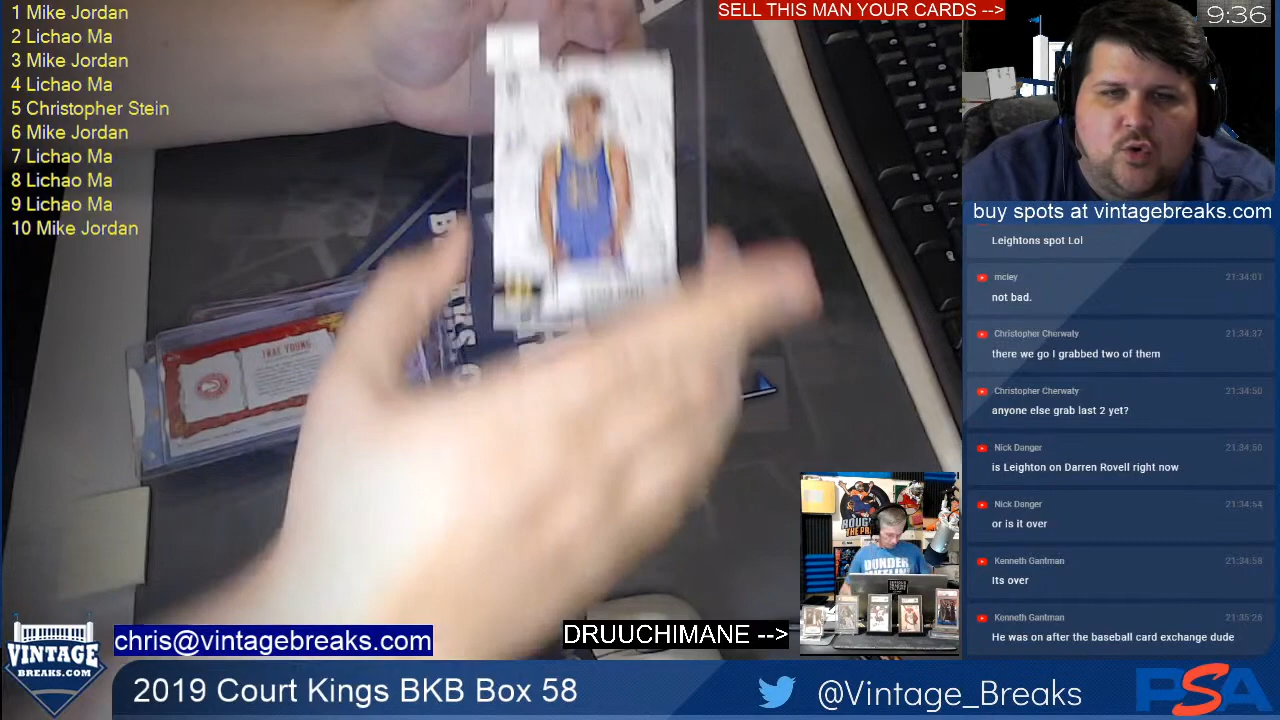 1 Mike Jordan
2 Lichao Ma
3 Mike Jordan
4 Lichao Ma
5 Christopher Stein
6 Mike Jordan
7 Lichao Ma
8 Lichao Ma
9 Lichao Ma
10 Mike Jordan
SELL THIS MAN YOUR CARDS -->
9:36
buy spots at vintagebreaks.com
Leightons spot Lol
mcley 21:34:01
not bad.
Christopher Cherwaty 21:34:37
there we go I grabbed two of them
Christopher Cherwaty 21:34:50
anyone else grab last 2 yet?
Nick Danger 21:34:50
is Leighton on Darren Rovell right now
Nick Danger 21:34:54
or is it over
Kenneth Gantman 21:34:58
Its over
Kenneth Gantman 21:35:26
He was on after the baseball card exchange dude
TRAE YOUNG
DUNDER
DRUUCHIMANE -->
chris@vintagebreaks.com
VINTAGE
BREAKS.COM
2019 Court Kings BKB Box 58
@Vintage_Breaks
PSA